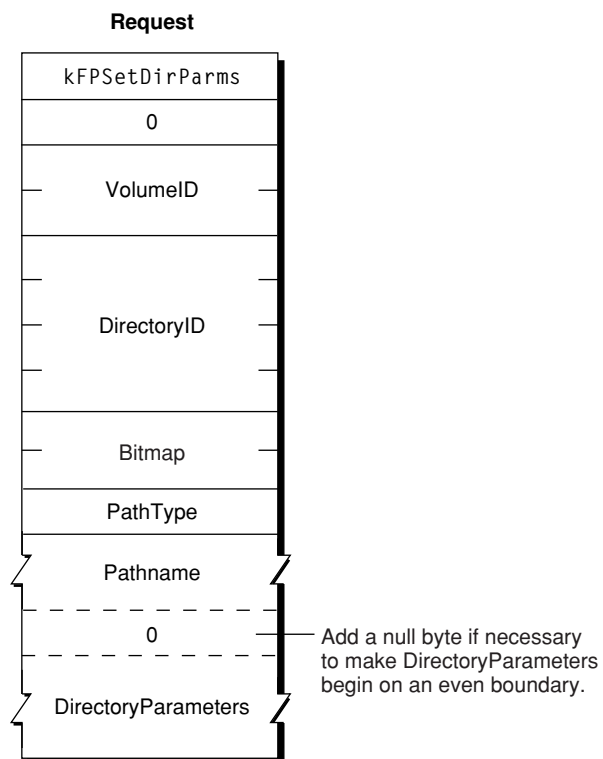 Request
kFPSetDirParms
0
VolumeID
DirectoryID
Bitmap
PathType
Pathname
0
Add a null byte if necessary
to make DirectoryParameters
begin on an even boundary.
DirectoryParameters